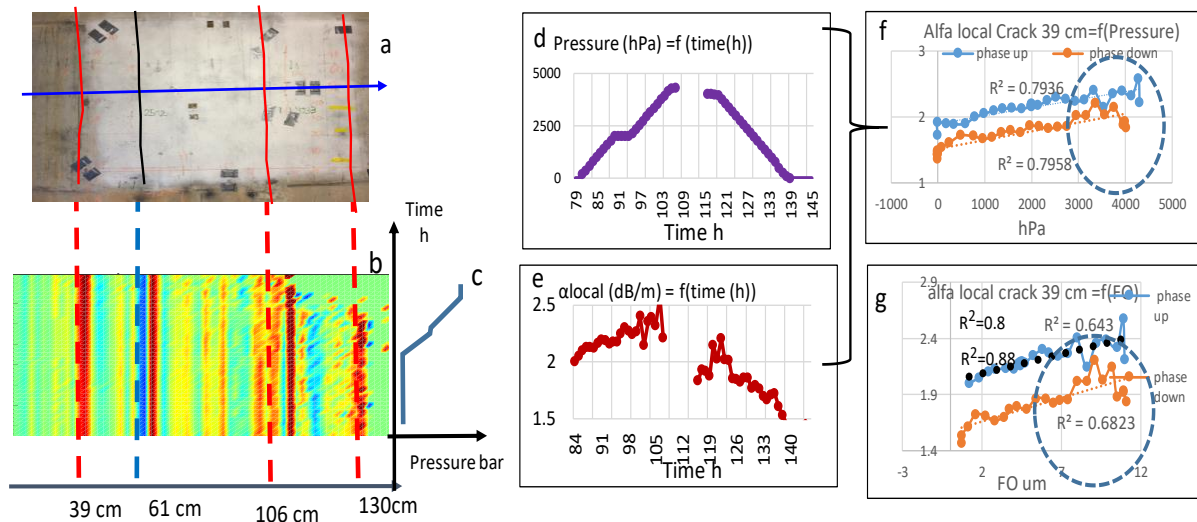 a
Time
h
b
c
Pressure bar
39 cm
61 cm
106 cm
130cm
d
Pressure (hPa) =f (time(h))
5000
2500
0
79
85
91
97
103
109
115
121
127
133
139
145
Time h
e
αlocal (dB/m) = f(time (h))
2.5
2
1.5
84
91
98
105
112
119
126
133
140
Time h
f
Alfa local Crack 39 cm=f(Pressure)
phase up
phase down
3
2
1
R² = 0.7936
R² = 0.7958
-1000
0
1000
2000
3000
4000
5000
hPa
g
alfa local crack 39 cm =f(FO)
2.9
2.4
1.9
1.4
R²=0.8
R²=0.88
R² = 0.643
R² = 0.6823
phase
up
phase
down
-3
2
7
12
FO um